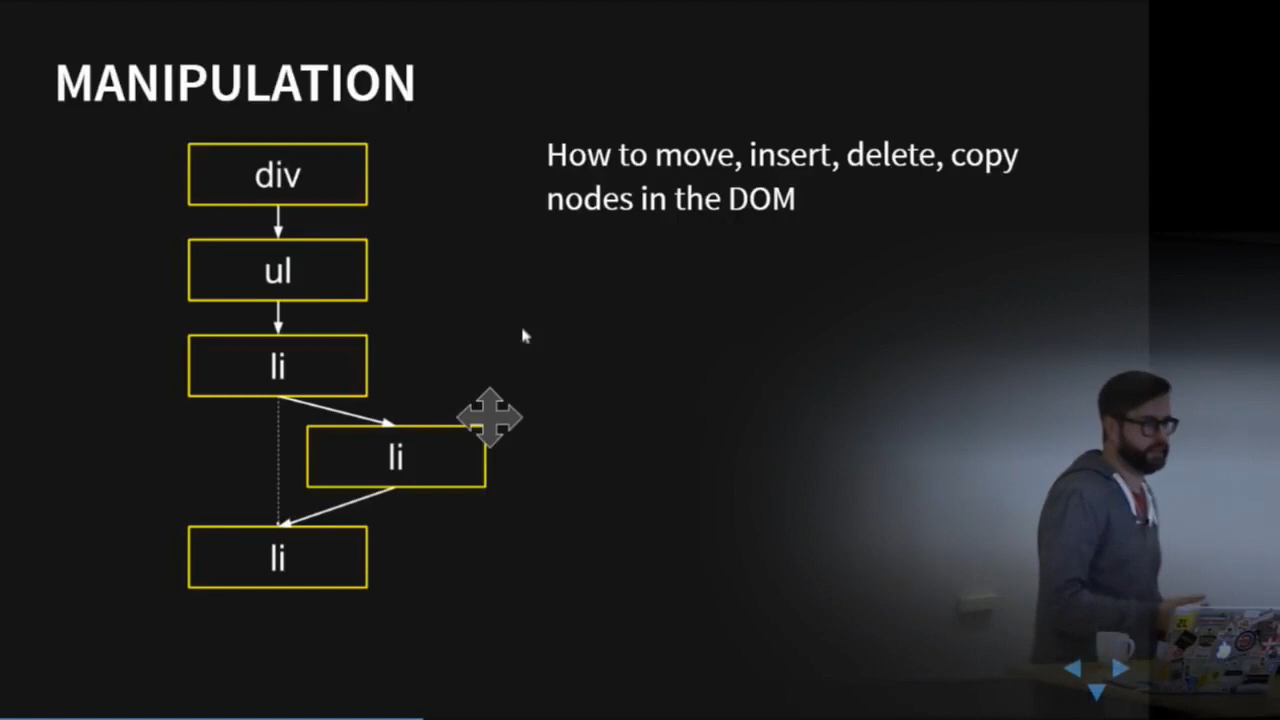 MANIPULATION
div
ul
li
li
li
How to move, insert, delete, copy
nodes in the DOM